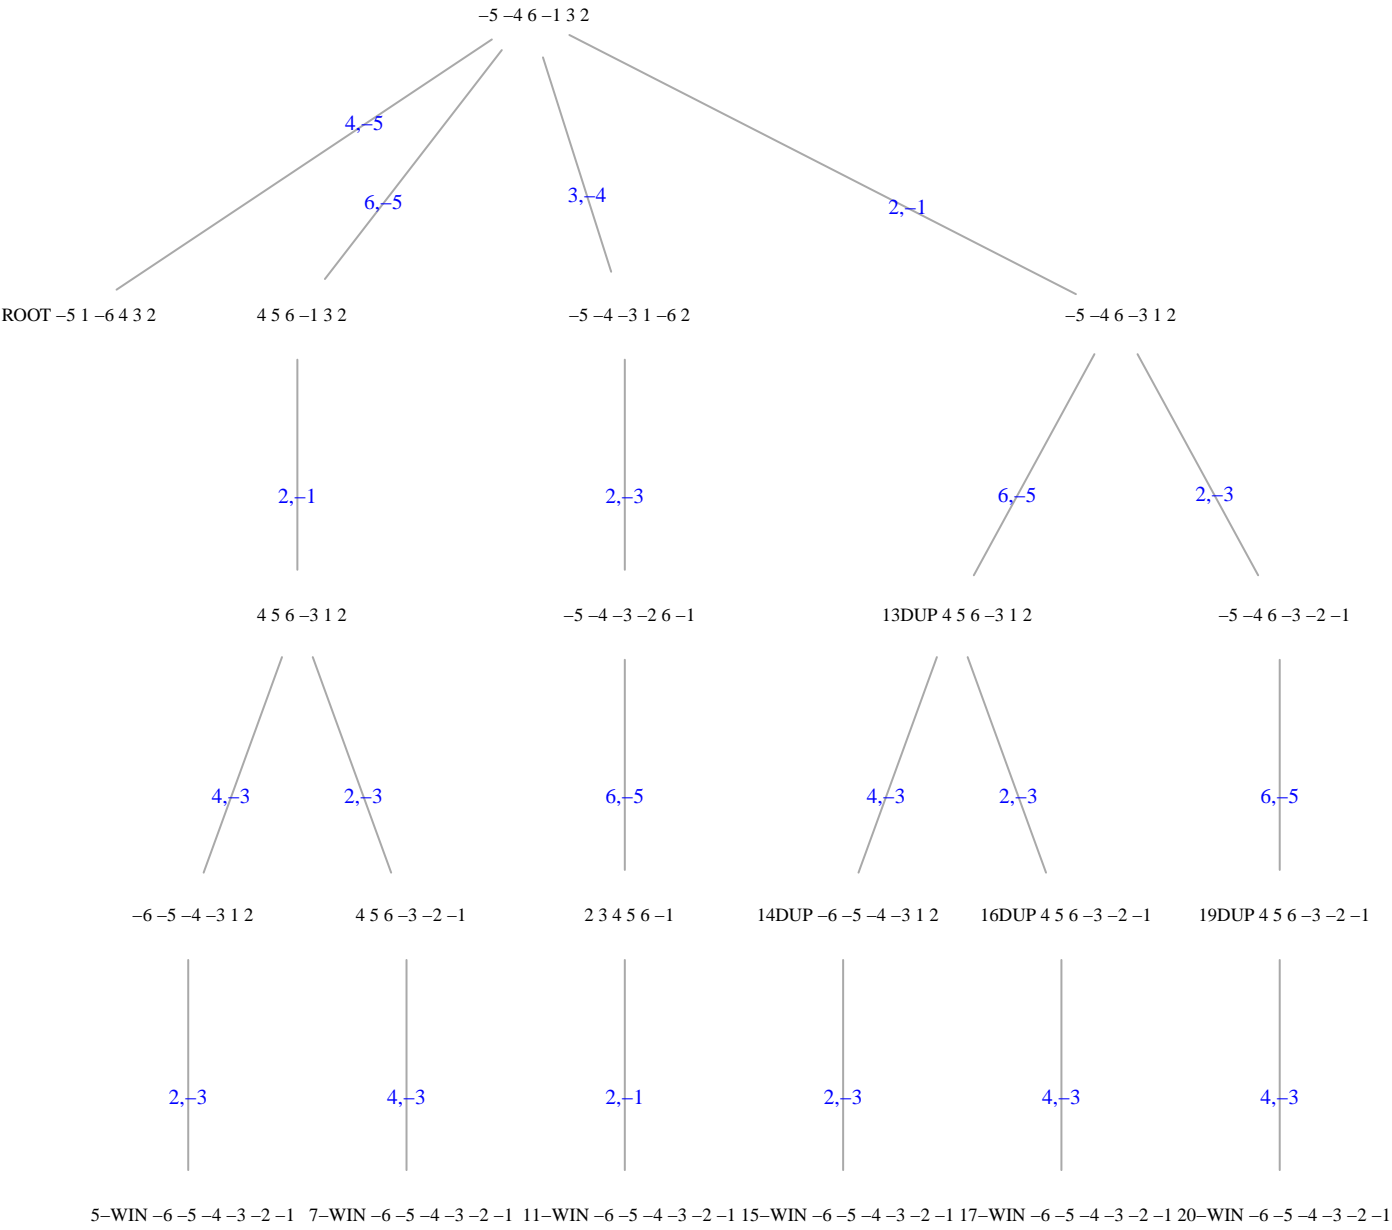 –5 –4 6 –1 3 2
4,–5
6,–5
3,–4
2,–1
ROOT –5 1 –6 4 3 2
4 5 6 –1 3 2
–5 –4 –3 1 –6 2
–5 –4 6 –3 1 2
2,–1
2,–3
6,–5
2,–3
4 5 6 –3 1 2
–5 –4 –3 –2 6 –1
13DUP 4 5 6 –3 1 2
–5 –4 6 –3 –2 –1
4,–3
2,–3
6,–5
4,–3
2,–3
6,–5
–6 –5 –4 –3 1 2
4 5 6 –3 –2 –1
2 3 4 5 6 –1
14DUP –6 –5 –4 –3 1 2
16DUP 4 5 6 –3 –2 –1
19DUP 4 5 6 –3 –2 –1
2,–3
4,–3
2,–1
2,–3
4,–3
4,–3
5–WIN –6 –5 –4 –3 –2 –1
7–WIN –6 –5 –4 –3 –2 –1
11–WIN –6 –5 –4 –3 –2 –1
15–WIN –6 –5 –4 –3 –2 –1
17–WIN –6 –5 –4 –3 –2 –1
20–WIN –6 –5 –4 –3 –2 –1